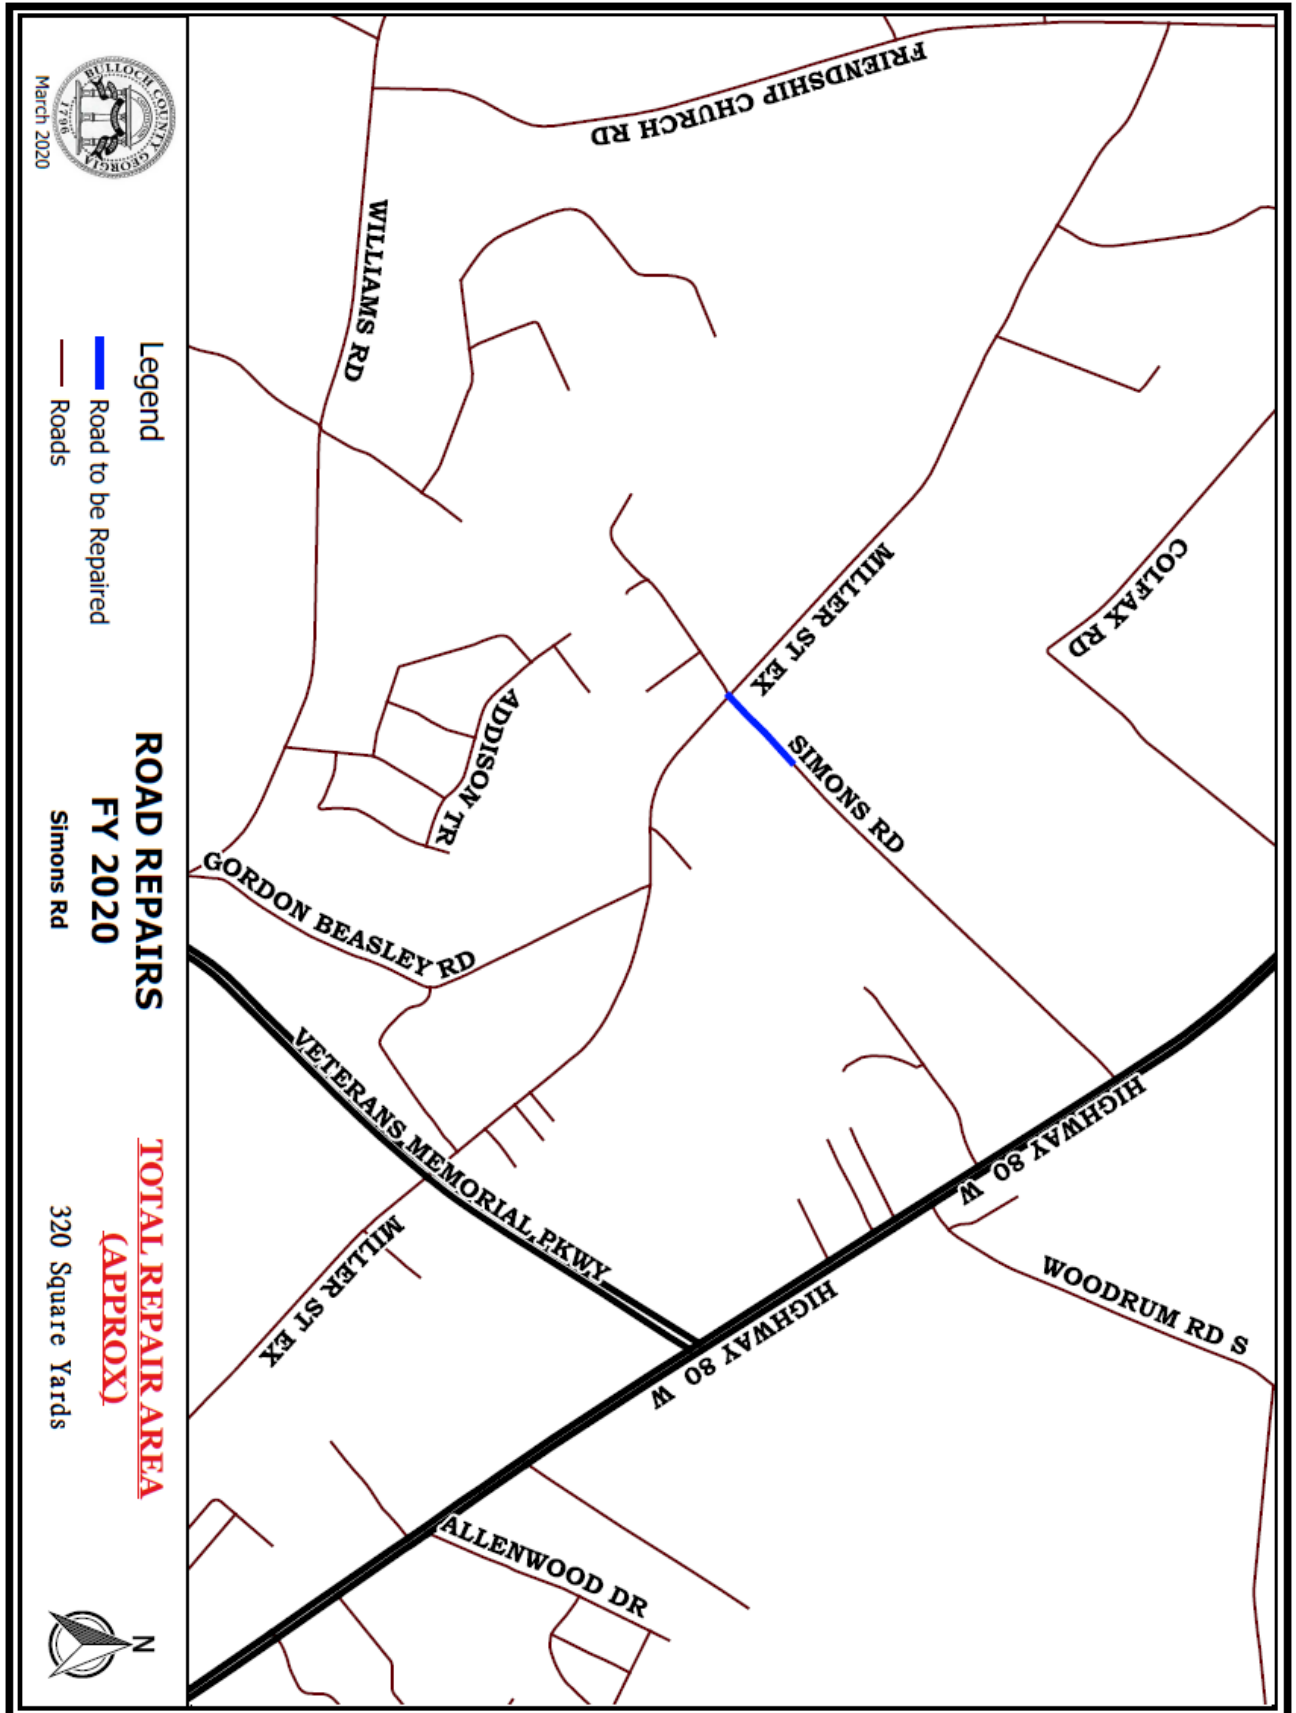 FRIENDSHIP CHURCH RD
WILLIAMS RD
MILLER ST EX
COLFAX RD
SIMONS RD
ADDISON TR
GORDON BEASLEY RD
VETERANS MEMORIAL PKWY
HIGHWAY 80 W
WOODRUM RD S
HIGHWAY 80 W
MILLER ST EX
ALLENWOOD DR
BULLOCH COUNTY, GEORGIA
1796
March 2020
Legend
Road to be Repaired
Roads
ROAD REPAIRS
FY 2020
Simons Rd
TOTAL REPAIR AREA
(APPROX)
320 Square Yards
N